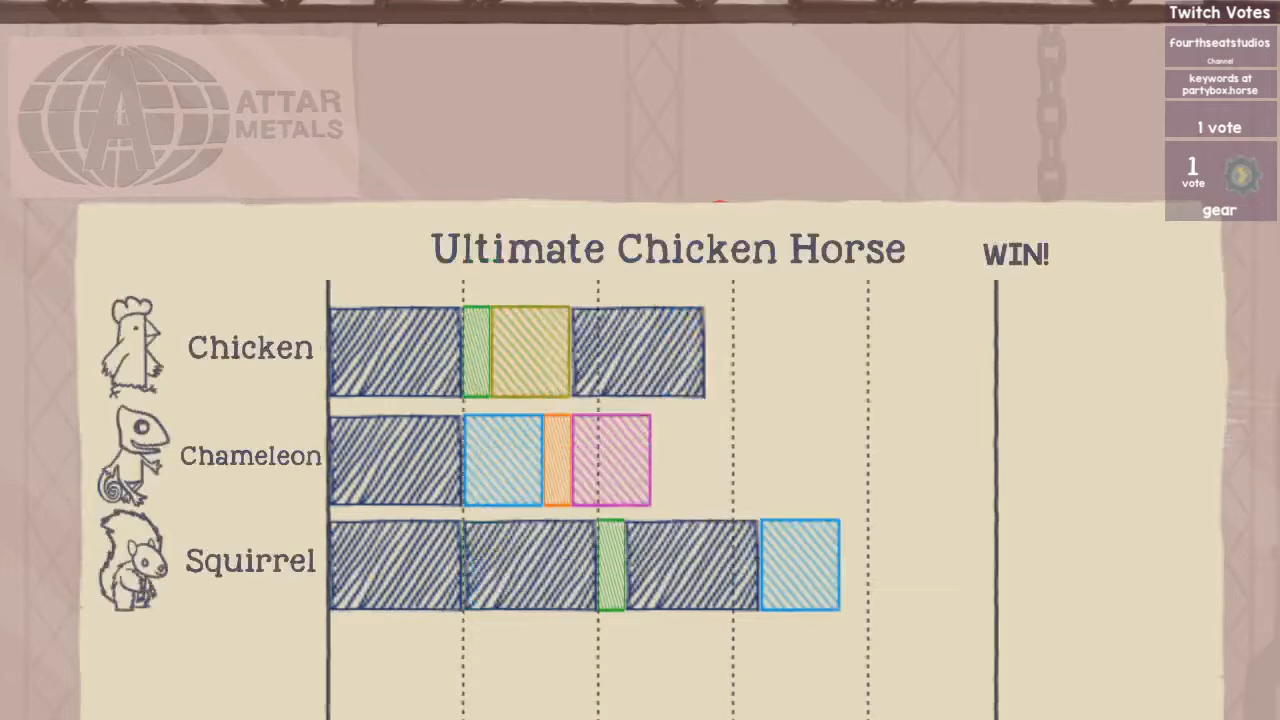 Twitch Votes
fourthseatstudios
Channel
keywords at
partybox.horse
1 vote
1
vote
gear
A
ATTAR
METALS
Ultimate Chicken Horse
WIN!
Chicken
Chameleon
Squirrel